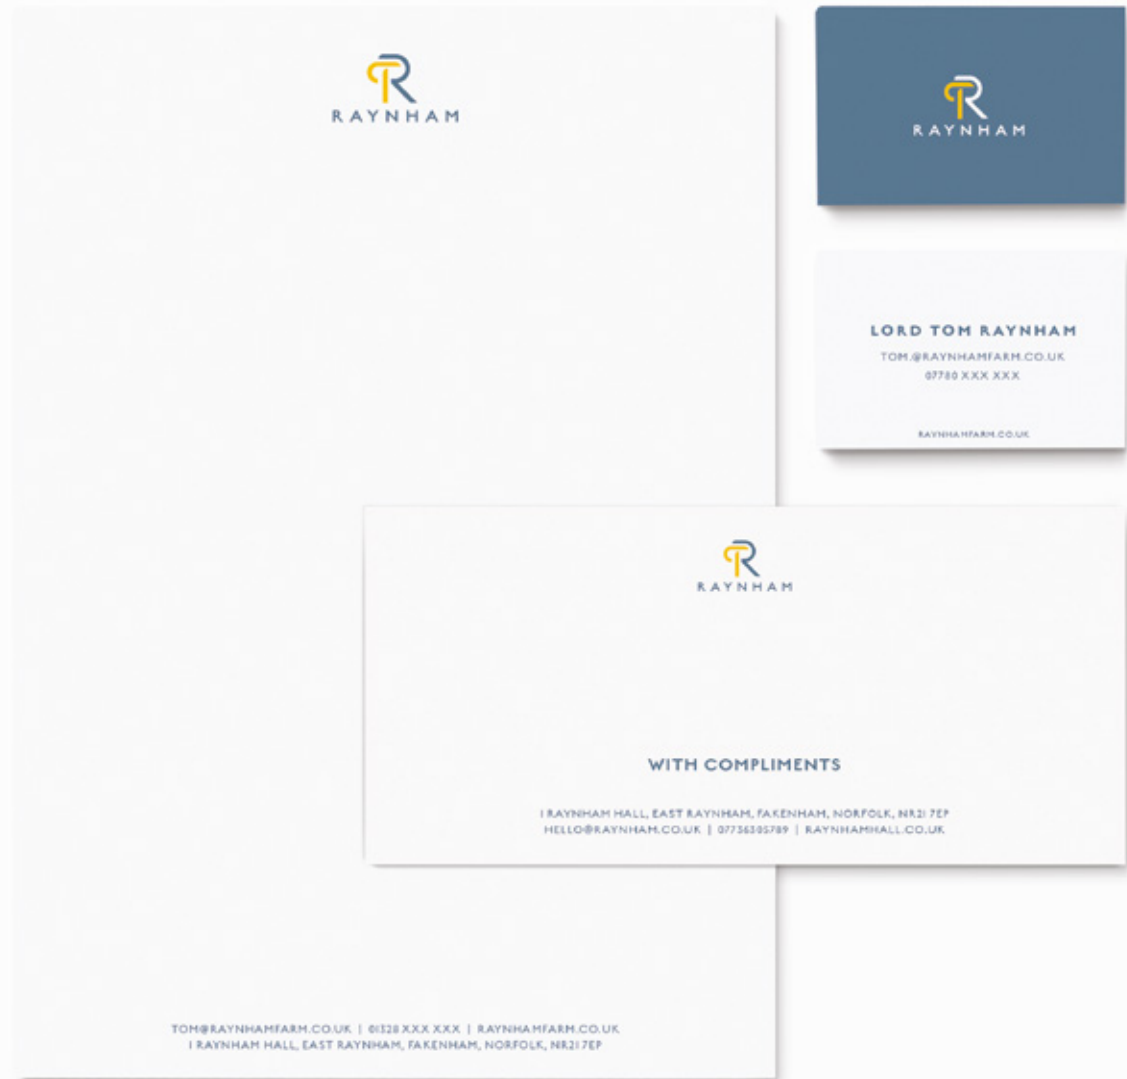 RAYNHAM
RAYNHAM
LORD TOM RAYNHAM
TOM.@RAYNHAMFARM.CO.UK
07780 XXX XXX
RAYNHAMFARM.CO.UK
RAYNHAM
WITH COMPLIMENTS
1 RAYNHAM HALL, EAST RAYNHAM, FAKENHAM, NORFOLK, NR21 7EP
HELLO@RAYNHAM.CO.UK | 07736305789 | RAYNHAMHALL.CO.UK
TOM@RAYNHAMFARM.CO.UK | 01328 XXX XXX | RAYNHAMFARM.CO.UK
1 RAYNHAM HALL, EAST RAYNHAM, FAKENHAM, NORFOLK, NR21 7EP